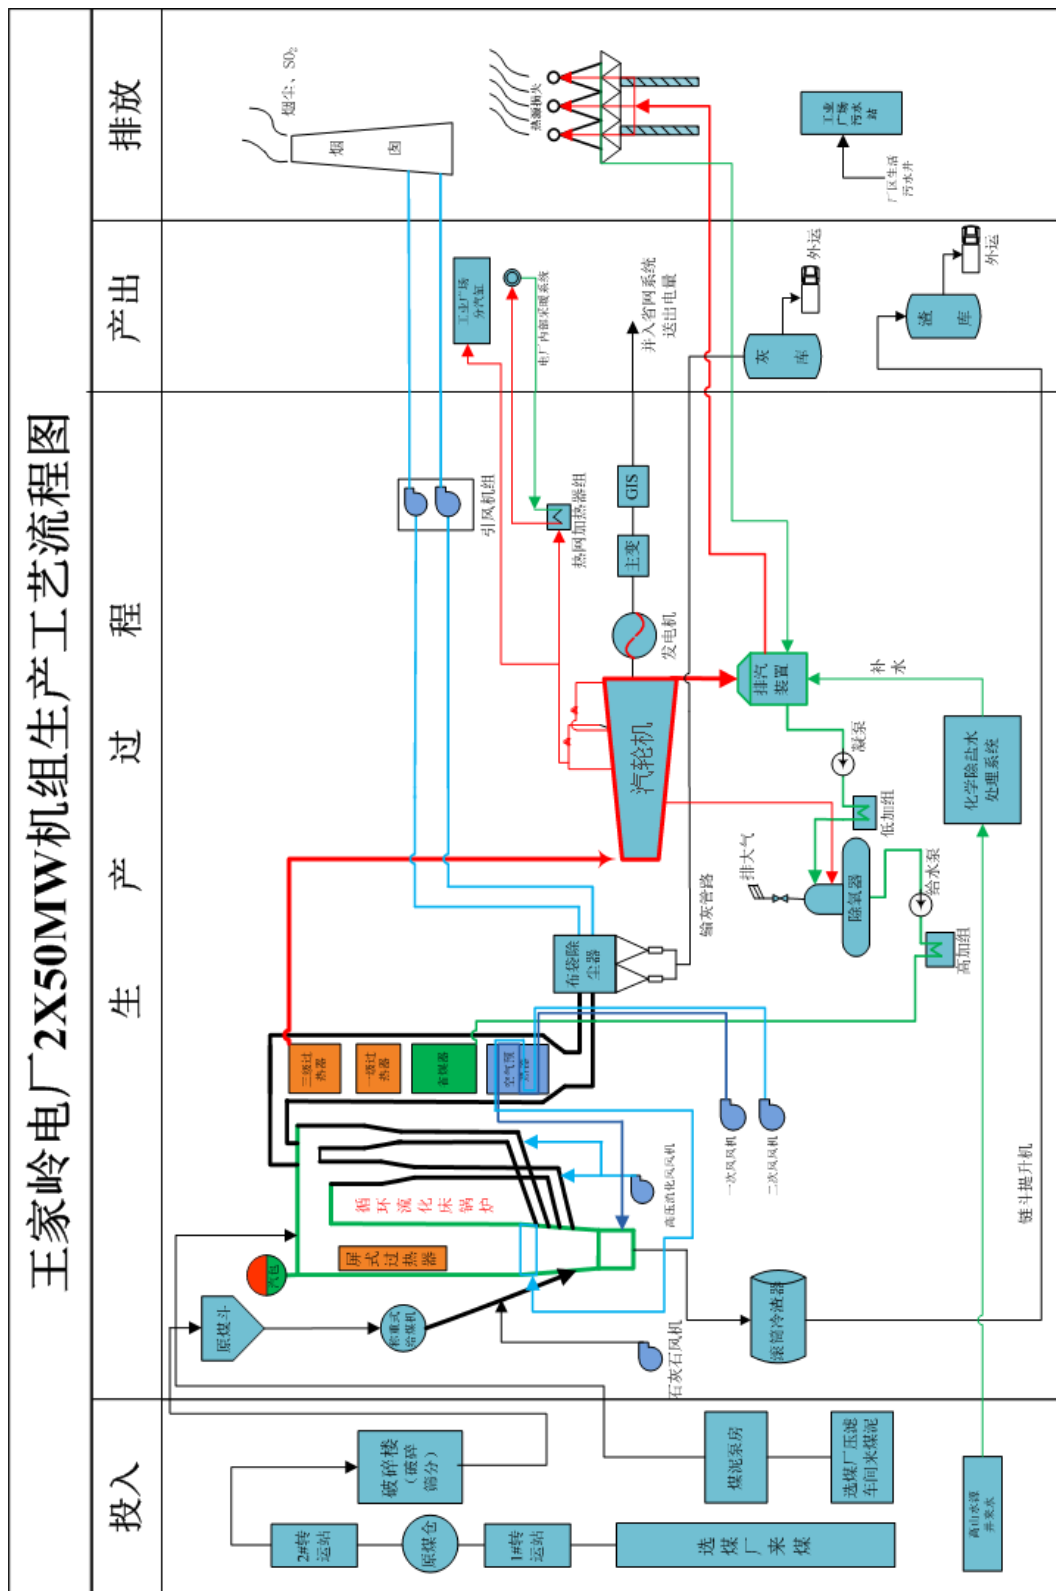 王家岭电厂2X50MW机组生产工艺流程图
投入
生产过程
产出
排放
2#转
运站
原煤仓
1#转
运站
选煤厂来煤
破碎楼
（破碎
筛分）
煤泥泵房
选煤厂压滤
车间来煤泥
高山水源
井来水
原煤斗
汽包
称重式
给煤机
屏式过热器
循环流化床锅炉
石灰石风机
高压流化风风机
滚筒冷渣器
链斗提升机
三级过
热器
一级过
热器
省煤器
空气预
热器
一次风风机
二次风风机
布袋除
尘器
输灰管路
引风机组
汽轮机
发电机
主变
GIS
并入省网系统
送出电量
热网加热器组
工业广场
分汽缸
电厂内部采暖系统
排汽
装置
凝泵
低加组
排大气
除氧器
给水泵
高加组
补水
化学除盐水
处理系统
灰库
外运
渣库
外运
烟囱
烟尘、SO₂
热源损失
工业
广场
污水
站
厂区生活
污水井